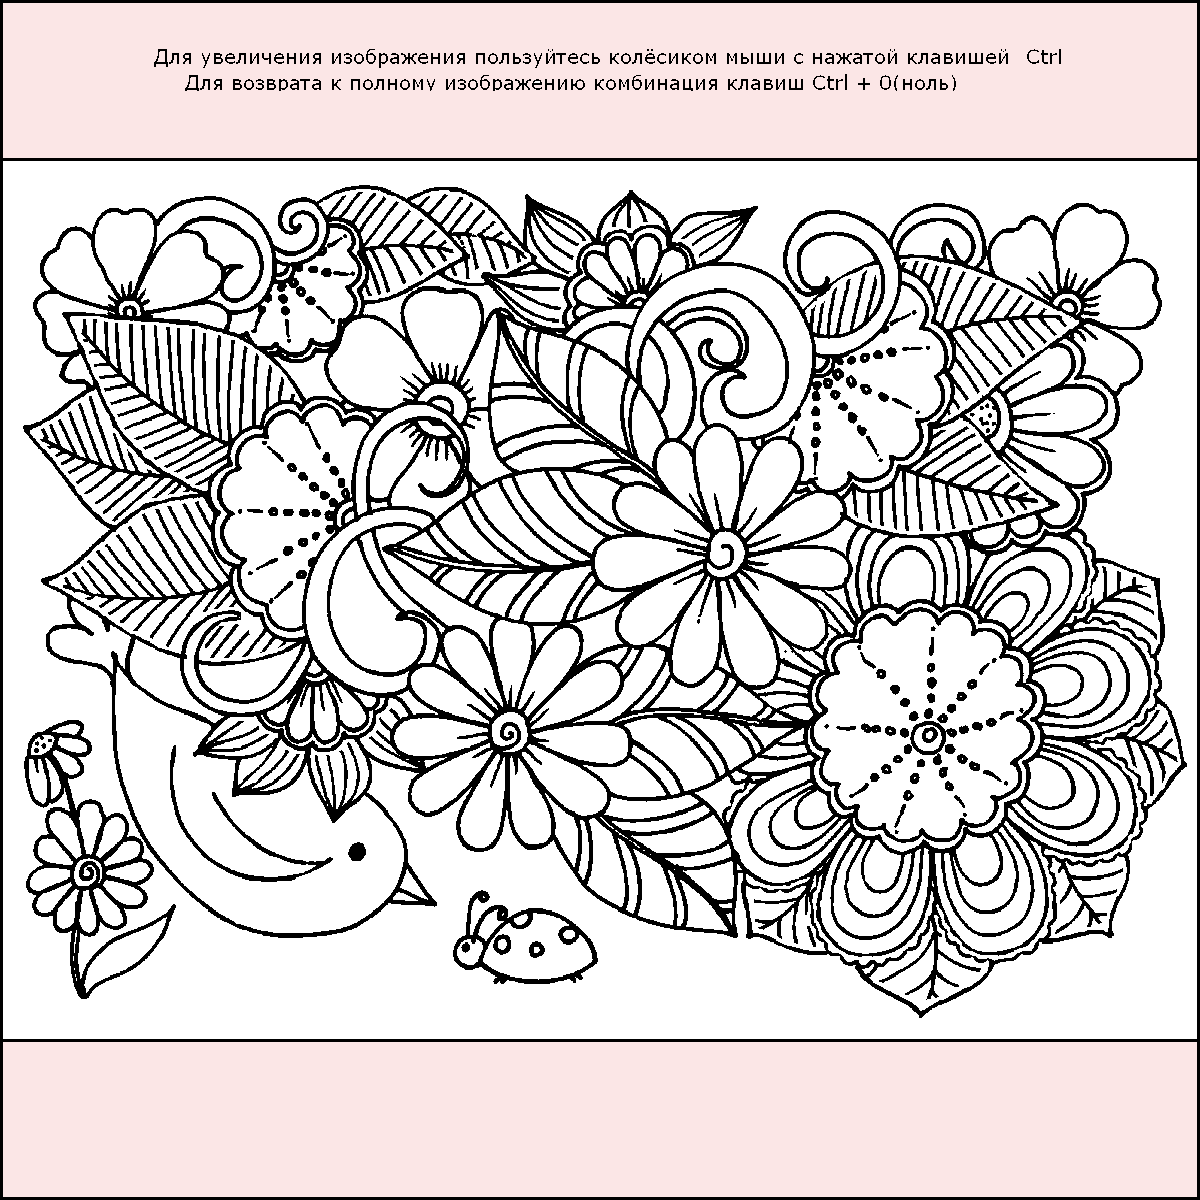 Для увеличения изображения пользуйтесь колёсиком мыши с нажатой клавишей  Ctrl
Для возврата к полному изображению комбинация клавиш Ctrl + 0(ноль)